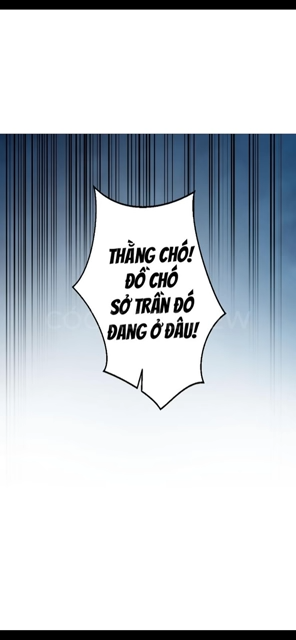 THẰNG CHÓ!
ĐỒ CHÓ
SỞ TRẦN ĐÓ
ĐANG Ở ĐÂU!